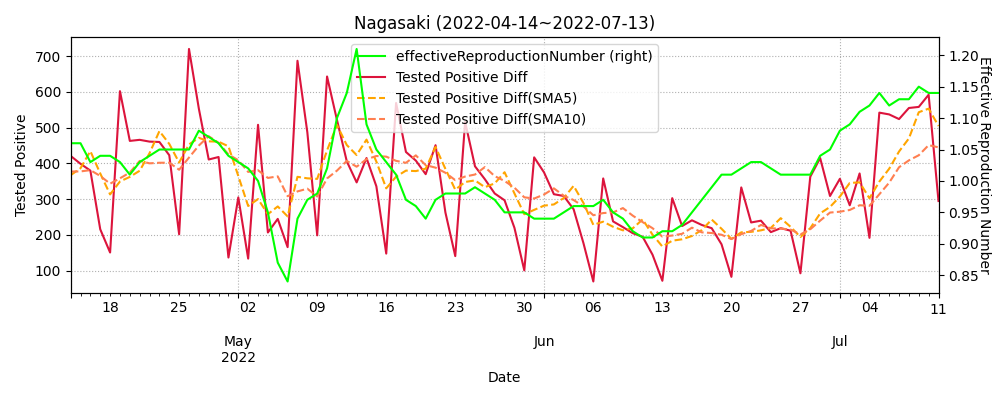 Nagasaki (2022-04-14~2022-07-13)
effectiveReproductionNumber (right)
Tested Positive Diff
Tested Positive Diff(SMA5)
Tested Positive Diff(SMA10)
Tested Positive
700
600
500
400
300
200
100
1.20
1.15
1.10
1.05
1.00
0.95
0.90
0.85
Effective Reproduction Number
18 25 02 09 16 23 30 06 13 20 27 04 11
May Jun Jul
2022
Date